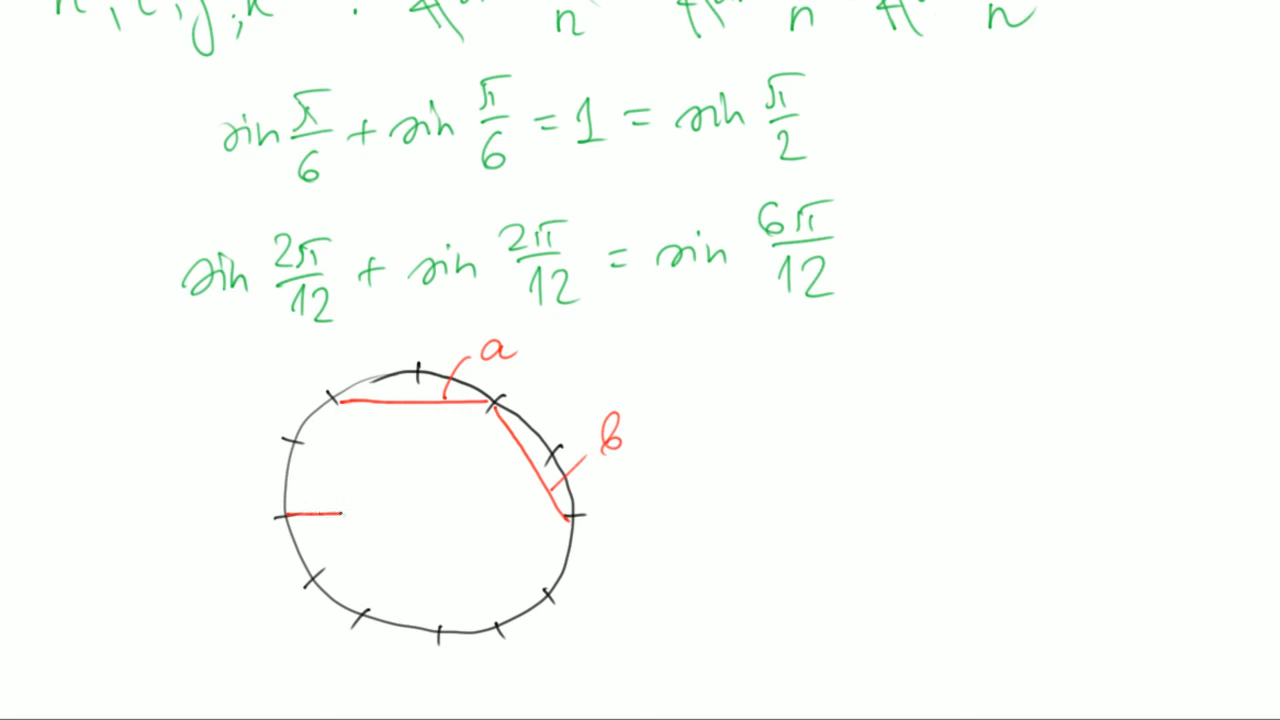 n
n
n
sin π/6 + sin π/6 = 1 = sin π/2
sin 2π/12 + sin 2π/12 = sin 6π/12
a
b